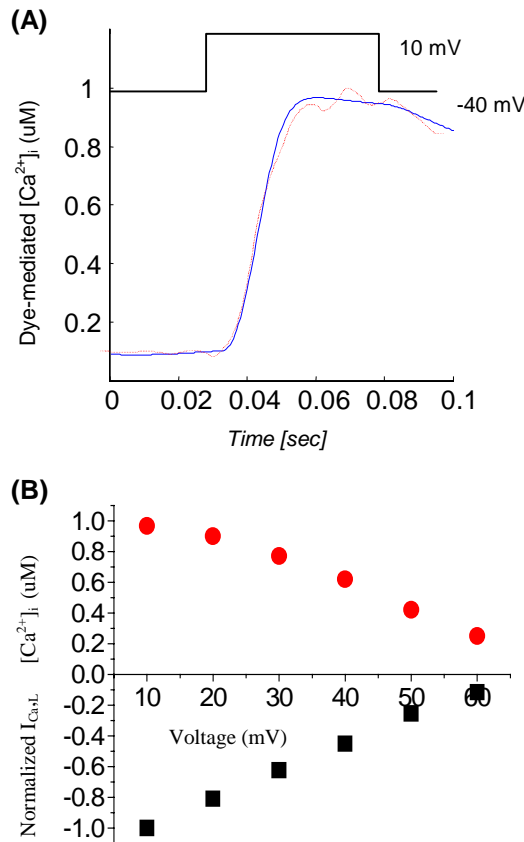 (A)
10 mV
-40 mV
Dye-mediated [Ca²⁺]ᵢ (uM)
1
0.8
0.6
0.4
0.2
0 0.02 0.04 0.06 0.08 0.1
Time [sec]
(B)
[Ca²⁺]ᵢ (uM)
1.0
0.8
0.6
0.4
0.2
0.0
10 20 30 40 50 60
Voltage (mV)
Normalized I_Ca,L
-0.2
-0.4
-0.6
-0.8
-1.0